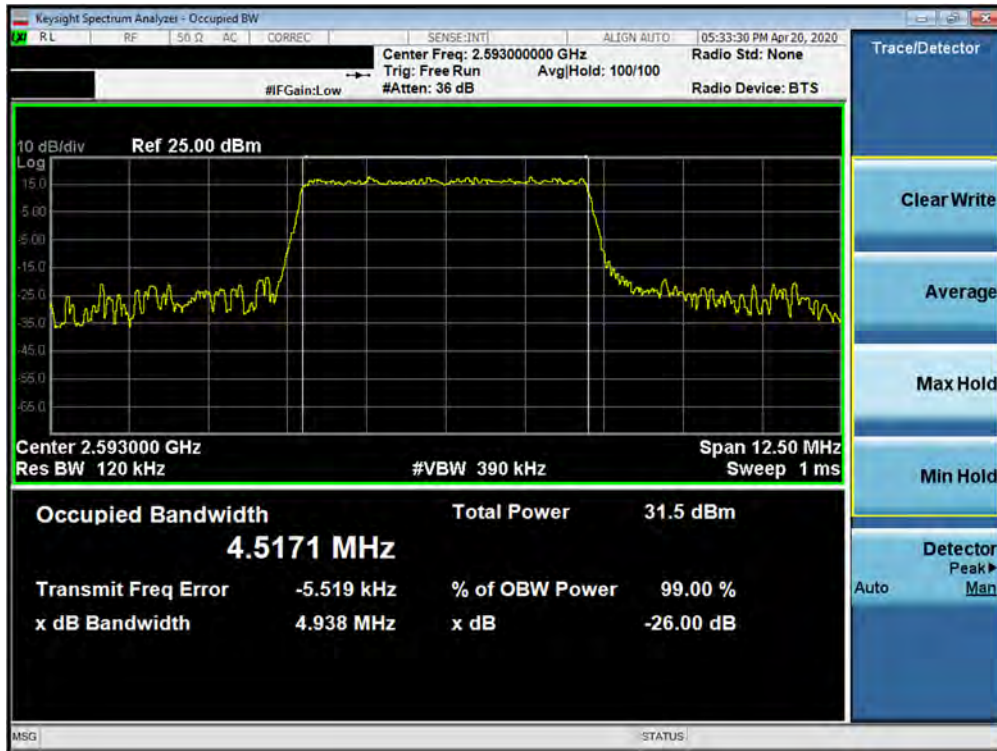 Keysight Spectrum Analyzer - Occupied BW
LXI RL RF 50 Ω AC CORREC SENSE:INT ALIGN AUTO 05:33:30 PM Apr 20, 2020
Center Freq: 2.593000000 GHz Radio Std: None
Trig: Free Run Avg|Hold: 100/100
#IFGain:Low #Atten: 36 dB Radio Device: BTS
10 dB/div Ref 25.00 dBm
Log
15.0
5.00
-5.00
-15.0
-25.0
-35.0
-45.0
-55.0
-65.0
Center 2.593000 GHz Span 12.50 MHz
Res BW 120 kHz #VBW 390 kHz Sweep 1 ms
Occupied Bandwidth Total Power 31.5 dBm
4.5171 MHz
Transmit Freq Error -5.519 kHz % of OBW Power 99.00 %
x dB Bandwidth 4.938 MHz x dB -26.00 dB
MSG STATUS
Trace/Detector
Clear Write
Average
Max Hold
Min Hold
Detector
Peak▶
Auto Man